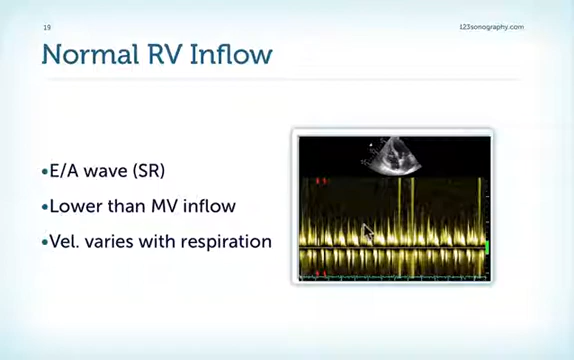 19
123sonography.com
Normal RV Inflow
•E/A wave (SR)
•Lower than MV inflow
•Vel. varies with respiration